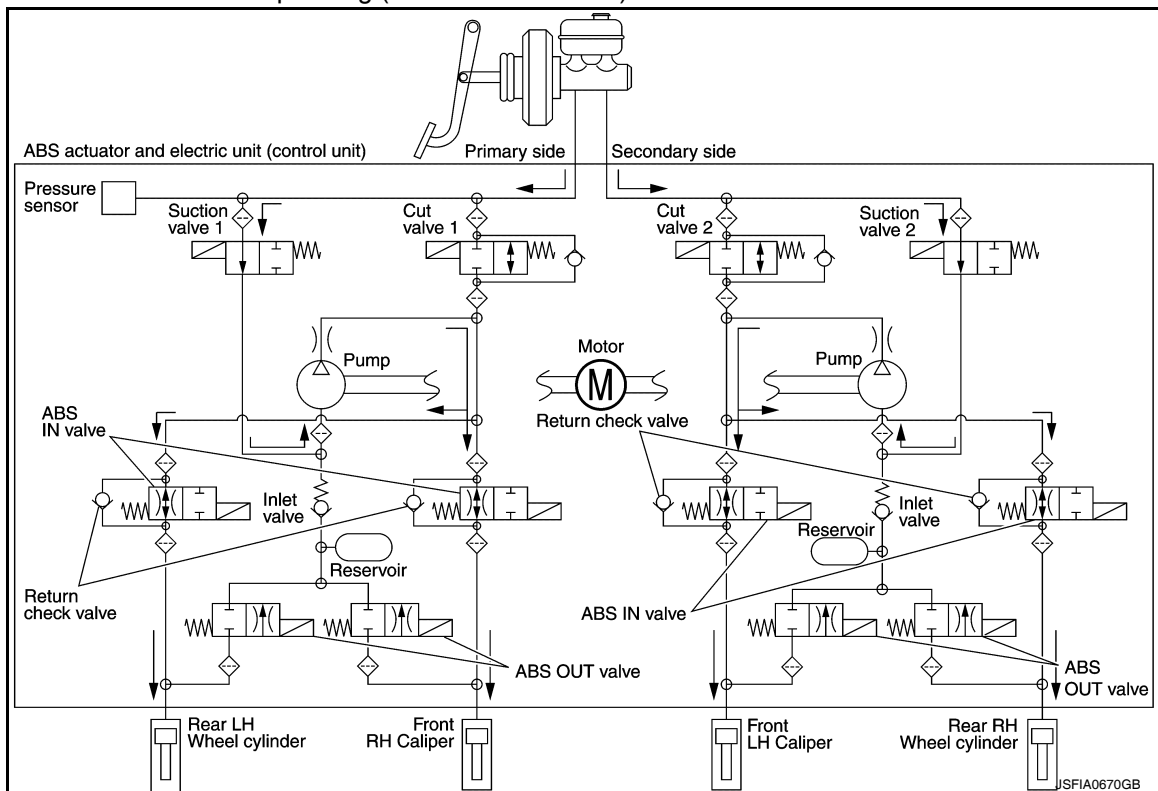 ABS actuator and electric unit (control unit)
Primary side
Secondary side
Pressure
sensor
Suction
valve 1
Cut
valve 1
Cut
valve 2
Suction
valve 2
Pump
Motor
M
Pump
ABS
IN valve
Return check valve
Inlet
valve
Inlet
valve
Reservoir
Reservoir
Return
check valve
ABS IN valve
ABS OUT valve
ABS
OUT valve
Rear LH
Wheel cylinder
Front
RH Caliper
Front
LH Caliper
Rear RH
Wheel cylinder
JSFIA0670GB